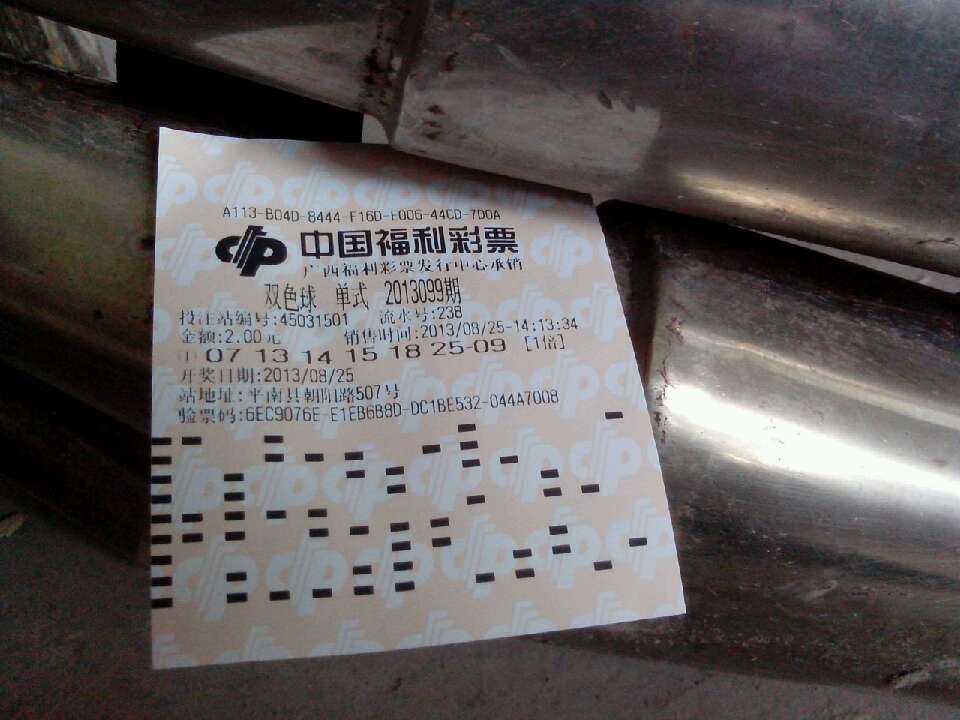 A113-B04D-8444-F16D-F006-44CD-7D0A
中国福利彩票
广西福利彩票发行中心承销
双色球 单式 2013099期
投注站编号:45031501 流水号:238
金额:2.00元 销售时间:2013/08/25-14:13:34
07 13 14 15 18 25-09 [1倍]
开奖日期:2013/08/25
站地址:平南县朝阳路507号
验票码:6EC9076E-E1EB6B8D-DC1BE532-044A7008